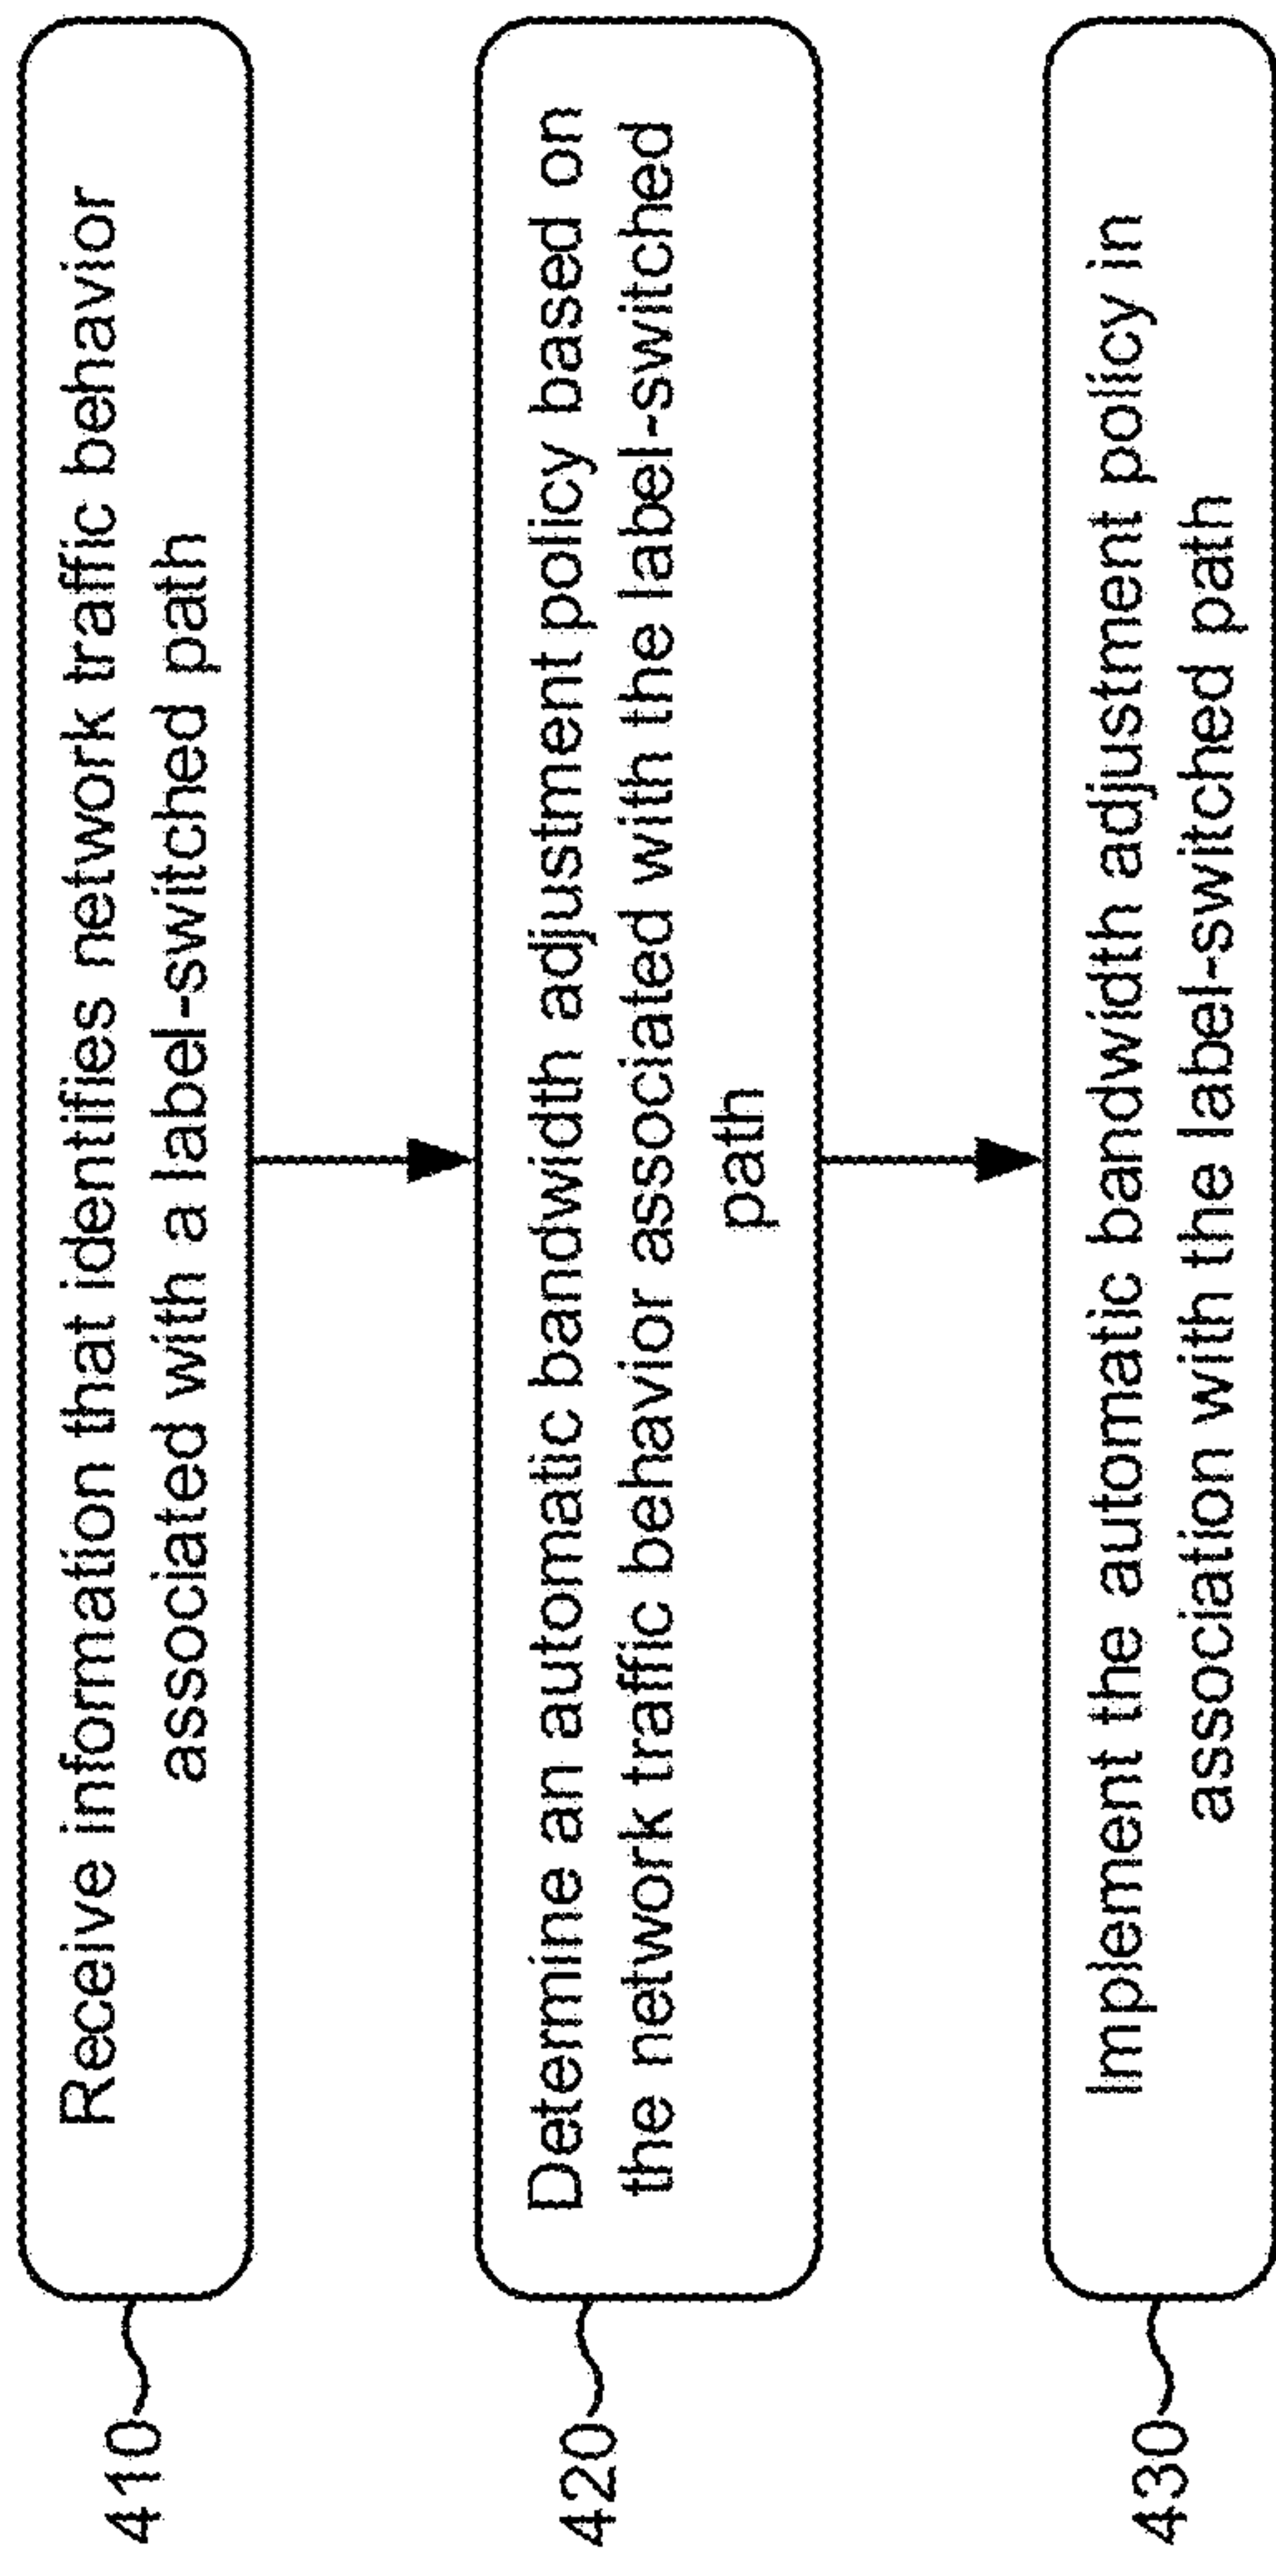 410
Receive information that identifies network traffic behavior
associated with a label-switched path
420
Determine an automatic bandwidth adjustment policy based on
the network traffic behavior associated with the label-switched
path
430
Implement the automatic bandwidth adjustment policy in
association with the label-switched path